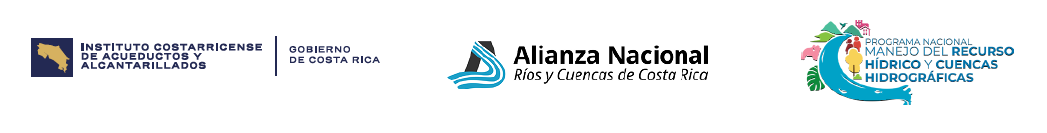 INSTITUTO COSTARRICENSE
DE ACUEDUCTOS Y
ALCANTARILLADOS
GOBIERNO
DE COSTA RICA
Alianza Nacional
Ríos y Cuencas de Costa Rica
PROGRAMA NACIONAL
MANEJO DEL RECURSO
HÍDRICO Y CUENCAS
HIDROGRÁFICAS